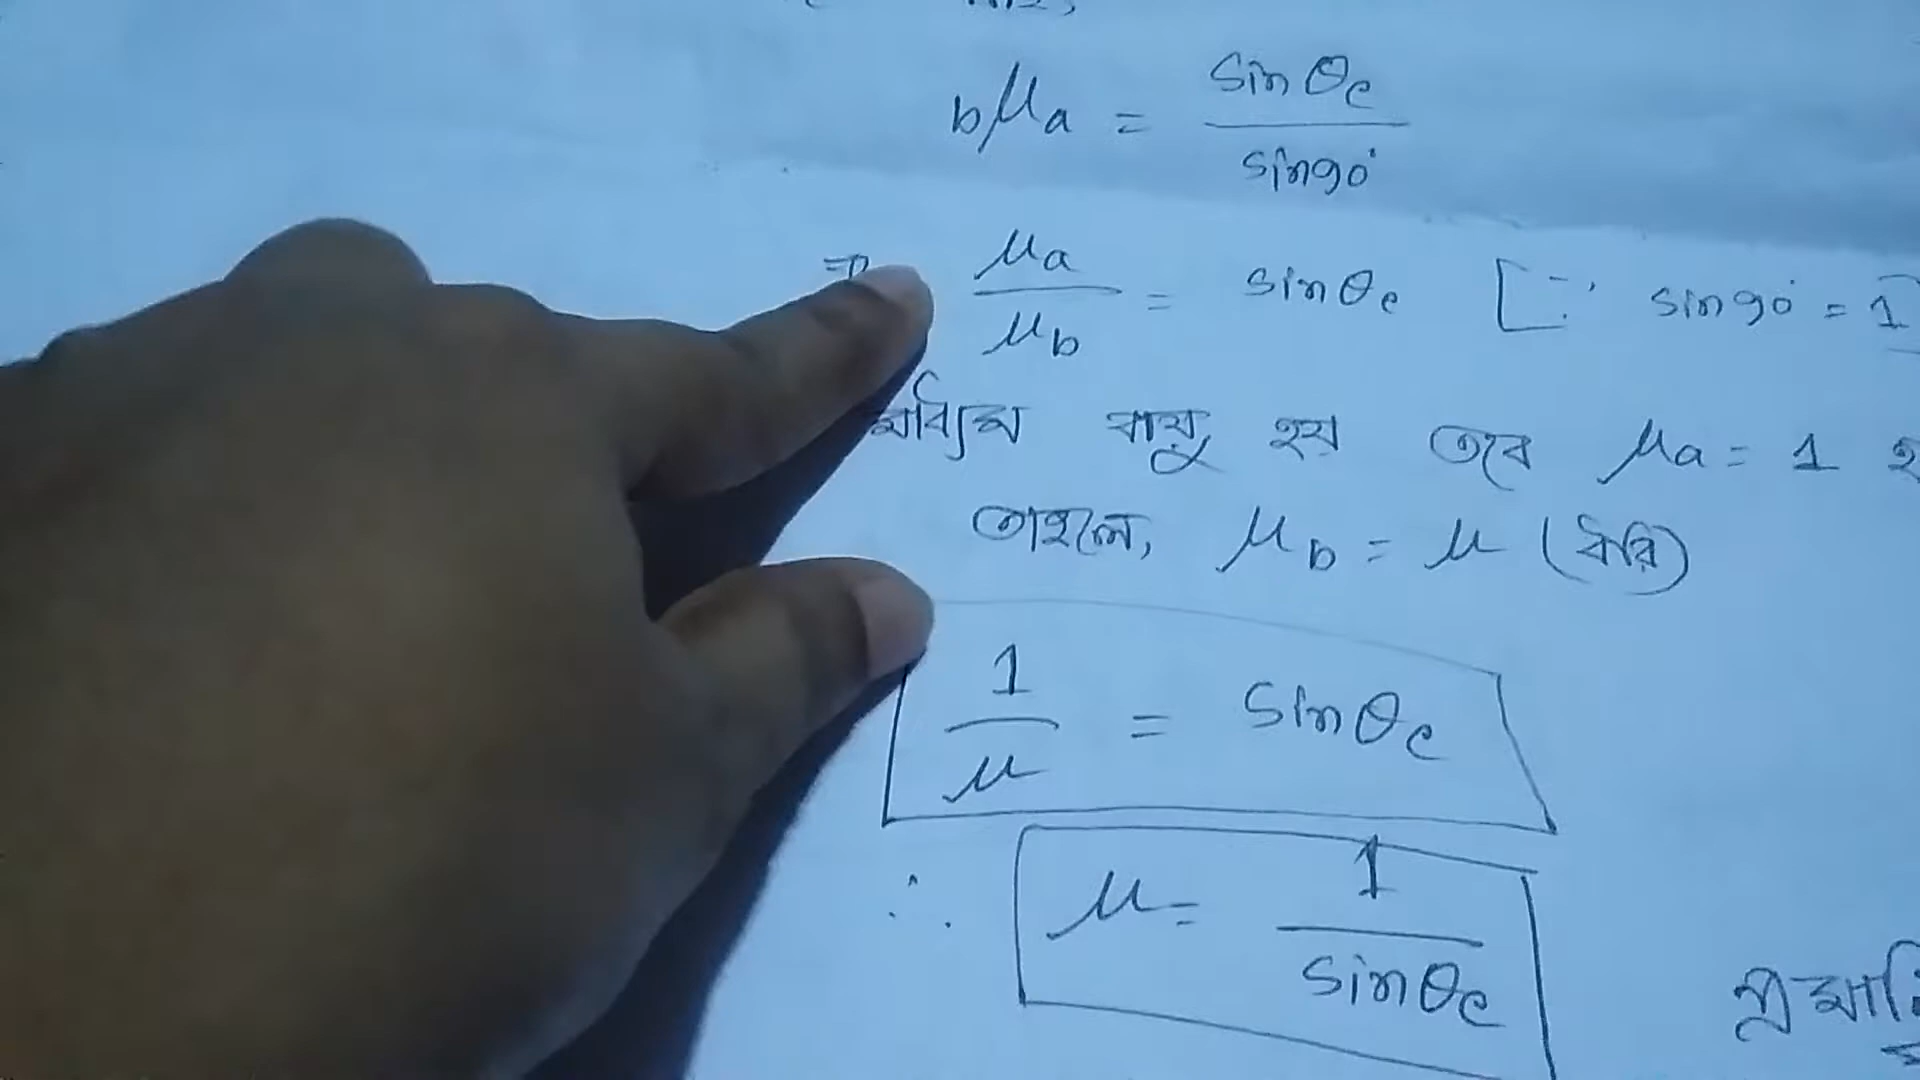 bμa = sinθc / sin90°
⇒ μa / μb = sinθc [∵ sin90° = 1
মাধ্যম বায়ু হয় তবে μa = 1
তাহলে, μb = μ (ধরি)
1 / μ = sinθc
∴ μ = 1 / sinθc